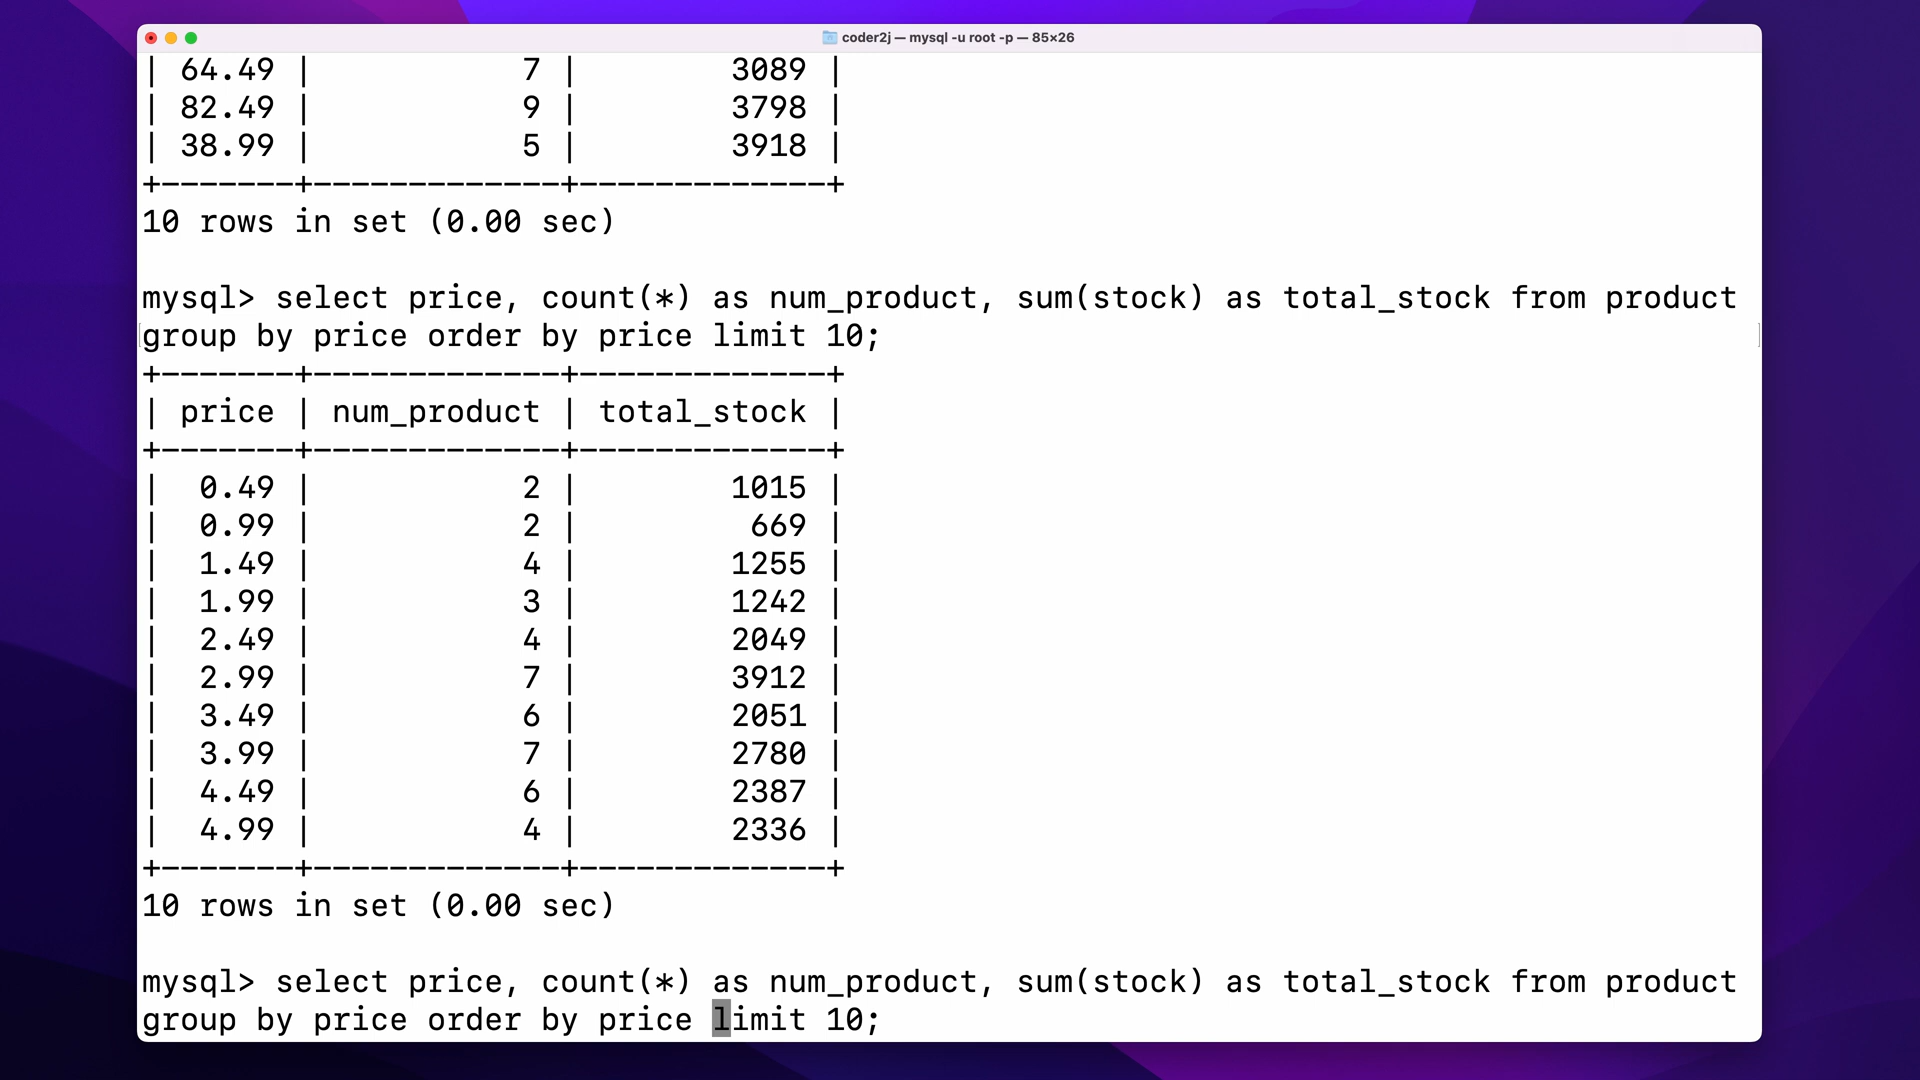 coder2j — mysql -u root -p — 85×26
| 64.49 |           7 |        3089 |
| 82.49 |           9 |        3798 |
| 38.99 |           5 |        3918 |
+-------+-------------+-------------+
10 rows in set (0.00 sec)
mysql> select price, count(*) as num_product, sum(stock) as total_stock from product
group by price order by price limit 10;
+-------+-------------+-------------+
| price | num_product | total_stock |
+-------+-------------+-------------+
|  0.49 |           2 |        1015 |
|  0.99 |           2 |         669 |
|  1.49 |           4 |        1255 |
|  1.99 |           3 |        1242 |
|  2.49 |           4 |        2049 |
|  2.99 |           7 |        3912 |
|  3.49 |           6 |        2051 |
|  3.99 |           7 |        2780 |
|  4.49 |           6 |        2387 |
|  4.99 |           4 |        2336 |
+-------+-------------+-------------+
10 rows in set (0.00 sec)
mysql> select price, count(*) as num_product, sum(stock) as total_stock from product
group by price order by price limit 10;